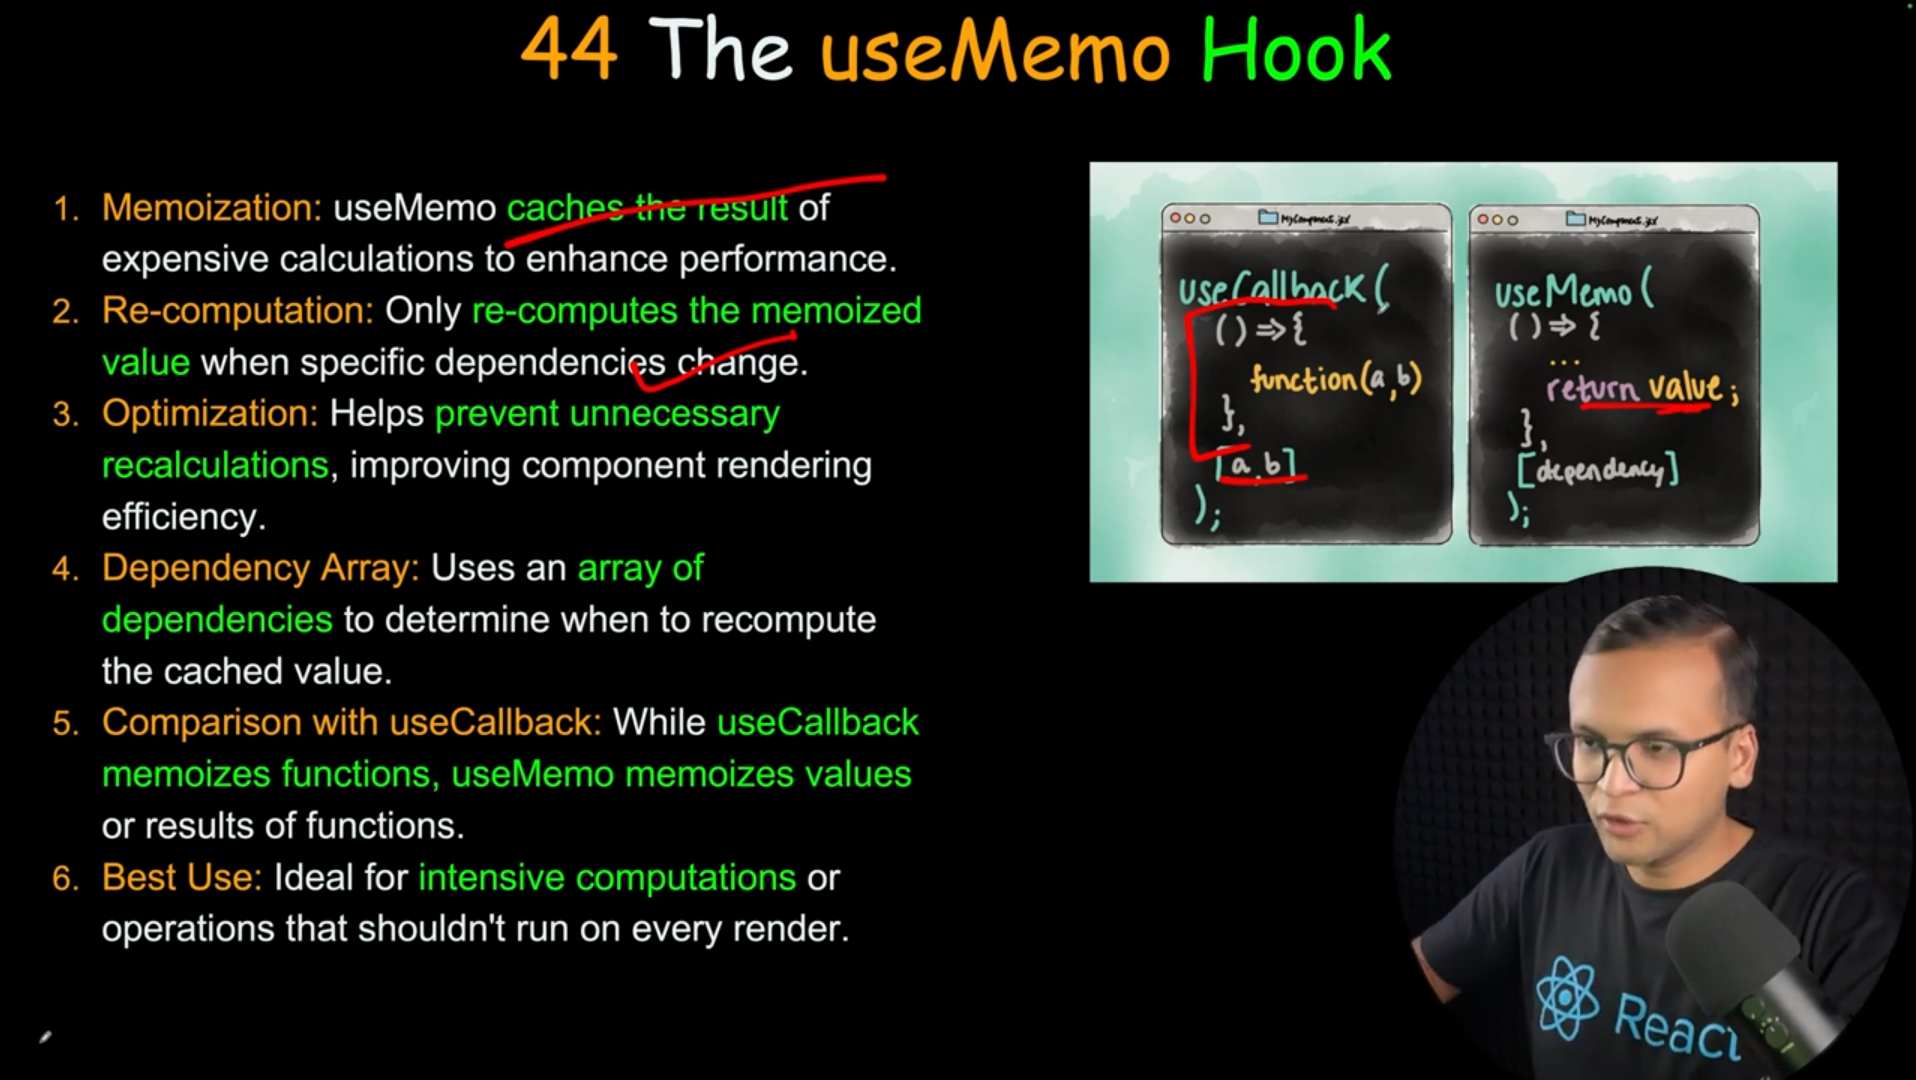 44 The useMemo Hook
1. Memoization: useMemo caches the result of
expensive calculations to enhance performance.
2. Re-computation: Only re-computes the memoized
value when specific dependencies change.
3. Optimization: Helps prevent unnecessary
recalculations, improving component rendering
efficiency.
4. Dependency Array: Uses an array of
dependencies to determine when to recompute
the cached value.
5. Comparison with useCallback: While useCallback
memoizes functions, useMemo memoizes values
or results of functions.
6. Best Use: Ideal for intensive computations or
operations that shouldn't run on every render.
MyComponent.jsx
useCallback(
() => {
function(a,b)
},
[a, b]
);
MyComponent.jsx
useMemo(
() => {
...
return value;
},
[dependency]
);
React